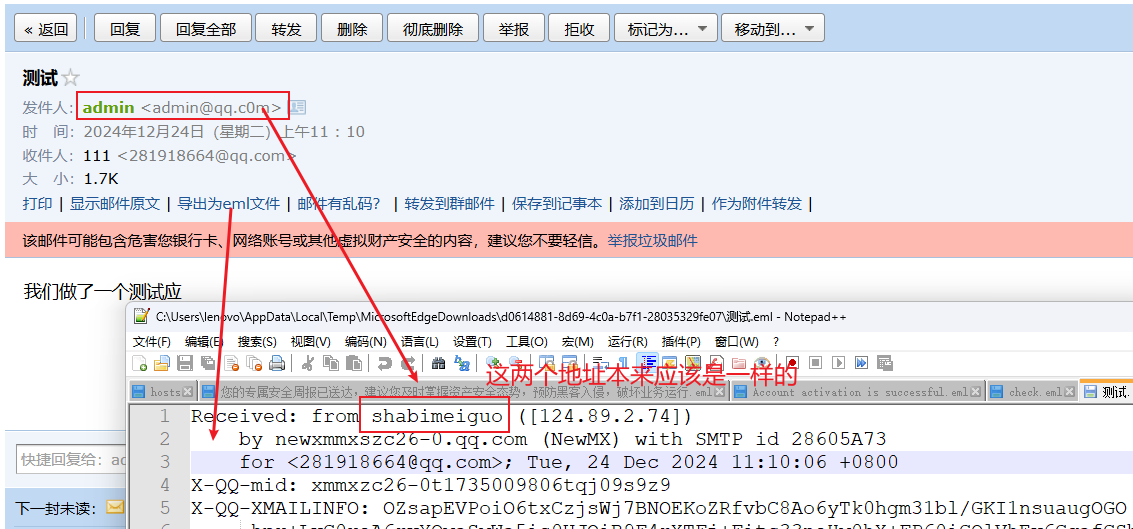 « 返回 回复 回复全部 转发 删除 彻底删除 举报 拒收 标记为... 移动到...
测试
发件人：admin <admin@qq.c0m>
时 间：2024年12月24日（星期二）上午11：10
收件人：111 <281918664@qq.com>
大 小：1.7K
打印 | 显示邮件原文 | 导出为eml文件 | 邮件有乱码？ | 转发到群邮件 | 保存到记事本 | 添加到日历 | 作为附件转发 |
该邮件可能包含危害您银行卡、网络账号或其他虚拟财产安全的内容，建议您不要轻信。举报垃圾邮件
我们做了一个测试应
C:\Users\lenovo\AppData\Local\Temp\MicrosoftEdgeDownloads\d0614881-8d69-4c0a-b7f1-28035329fe07\测试.eml - Notepad++
文件(F) 编辑(E) 搜索(S) 视图(V) 编码(N) 语言(L) 设置(T) 工具(O) 宏(M) 运行(R) 插件(P) 窗口(W) ?
这两个地址本来应该是一样的
hosts 您的专属安全周报已送达，建议您及时掌握资产安全态势，预防黑客入侵，破坏业务运行.eml Account activation is successful.eml check.eml 测试.
1 Received: from shabimeiguo ([124.89.2.74])
2 by newxmmxszc26-0.qq.com (NewMX) with SMTP id 28605A73
3 for <281918664@qq.com>; Tue, 24 Dec 2024 11:10:06 +0800
4 X-QQ-mid: xmmxzc26-0t1735009806tqj09s9z9
5 X-QQ-XMAILINFO: OZsapEVPoiO6txCzjsWj7BNOEKoZRfvbC8Ao6yTk0hgm31bl/GKI1nsuaugOGO
快捷回复给：ad
下一封未读：
6